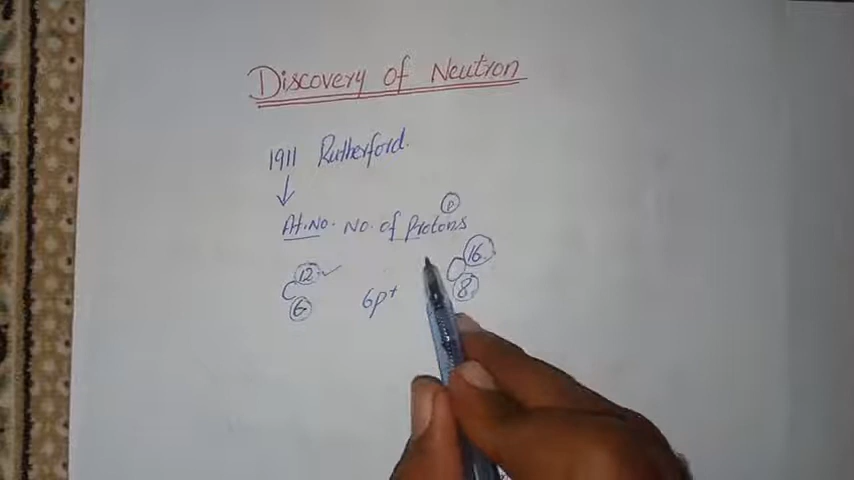 Discovery of Neutron
1911 Rutherford.
At.No. No. of Protons
p
12
C
6
6p+
16
O
8